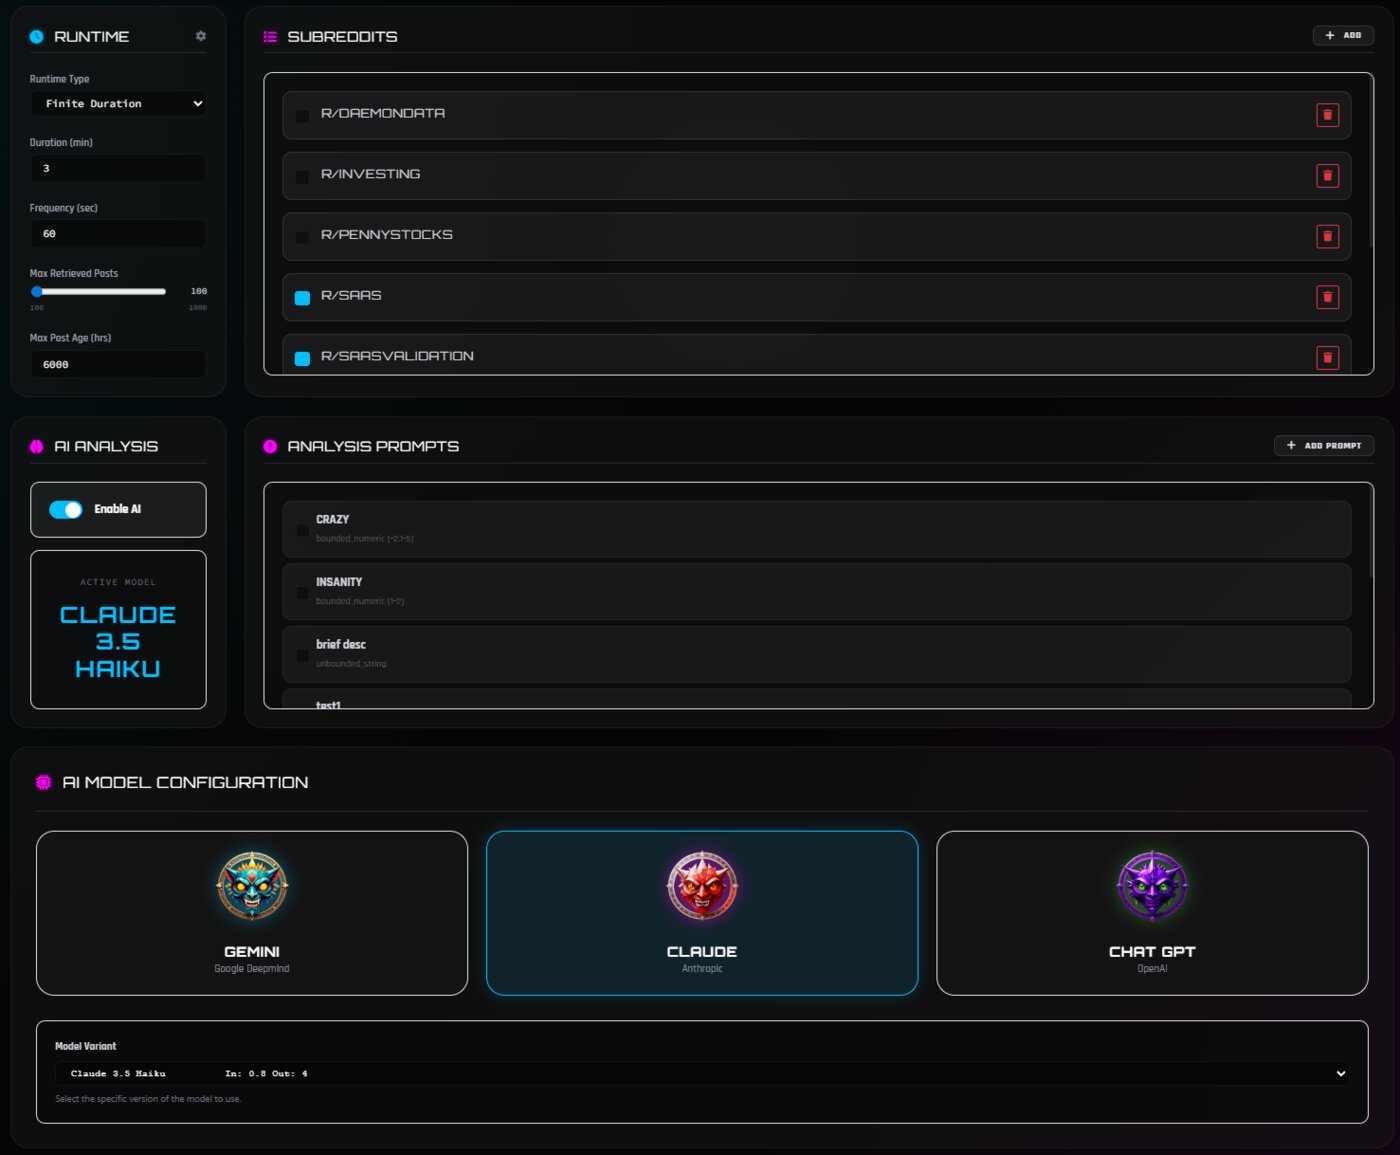 RUNTIME
Runtime Type
Finite Duration
Duration (min)
3
Frequency (sec)
60
Max Retrieved Posts
100
100 1000
Max Post Age (hrs)
6000
SUBREDDITS
+ ADD
R/DAEMONDATA
R/INVESTING
R/PENNYSTOCKS
R/SAAS
R/SAASVALIDATION
AI ANALYSIS
Enable AI
ACTIVE MODEL
CLAUDE
3.5
HAIKU
ANALYSIS PROMPTS
+ ADD PROMPT
CRAZY
bounded_numeric (-2.1-5)
INSANITY
bounded_numeric (1-2)
brief desc
unbounded_string
test1
AI MODEL CONFIGURATION
GEMINI
Google Deepmind
CLAUDE
Anthropic
CHAT GPT
OpenAI
Model Variant
Claude 3.5 Haiku In: 0.8 Out: 4
Select the specific version of the model to use.